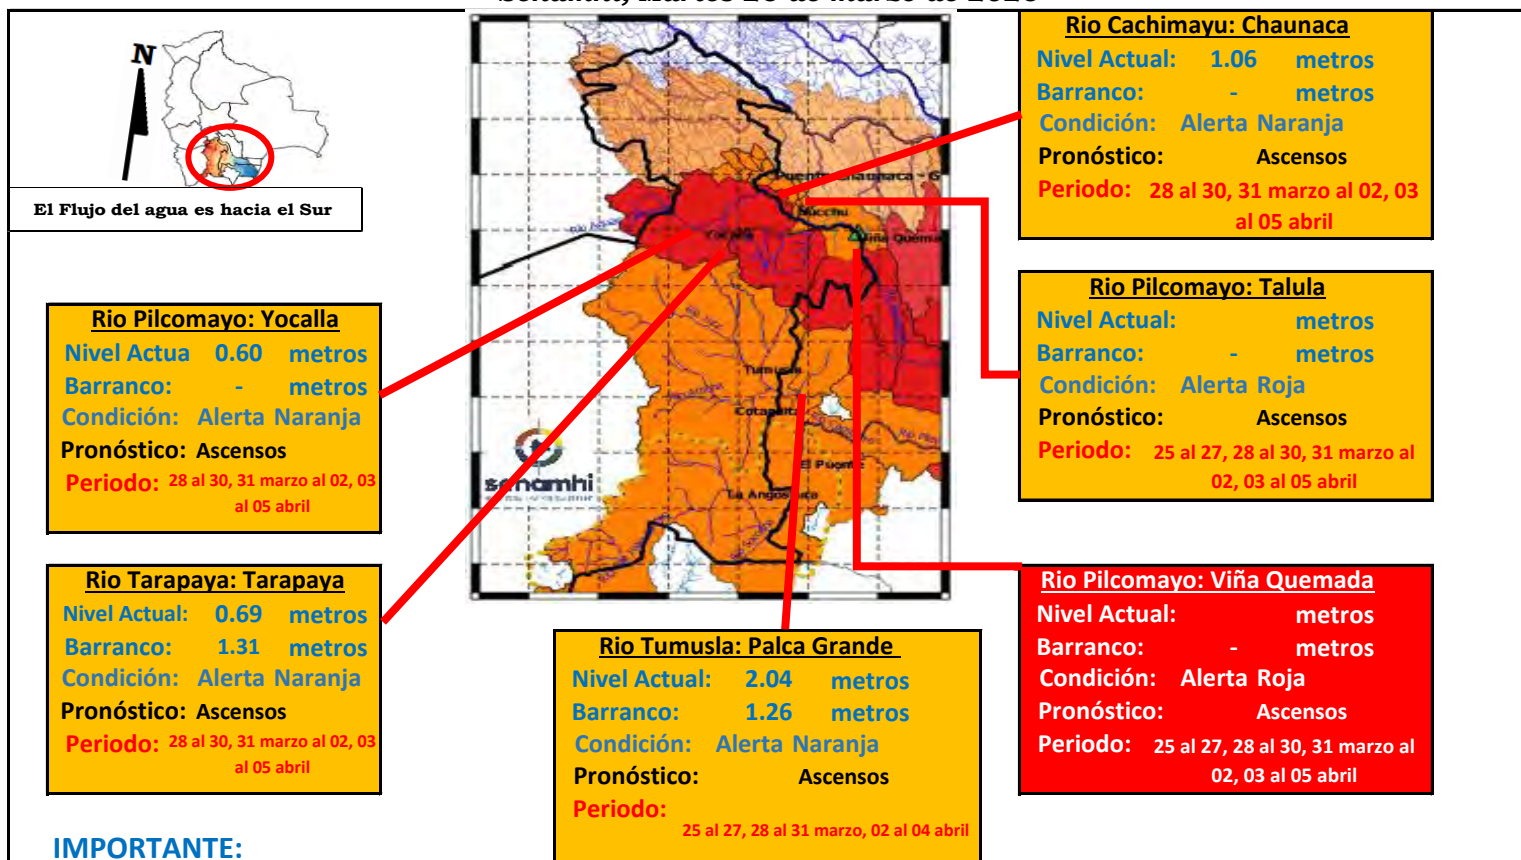 N
El Flujo del agua es hacia el Sur
Rio Cachimayu: Chaunaca
Nivel Actual: 1.06 metros
Barranco: - metros
Condición: Alerta Naranja
Pronóstico: Ascensos
Periodo: 28 al 30, 31 marzo al 02, 03
al 05 abril
Rio Pilcomayo: Talula
Nivel Actual: metros
Barranco: - metros
Condición: Alerta Roja
Pronóstico: Ascensos
Periodo: 25 al 27, 28 al 30, 31 marzo al
02, 03 al 05 abril
Rio Pilcomayo: Yocalla
Nivel Actua 0.60 metros
Barranco: - metros
Condición: Alerta Naranja
Pronóstico: Ascensos
Periodo: 28 al 30, 31 marzo al 02, 03
al 05 abril
Rio Tarapaya: Tarapaya
Nivel Actual: 0.69 metros
Barranco: 1.31 metros
Condición: Alerta Naranja
Pronóstico: Ascensos
Periodo: 28 al 30, 31 marzo al 02, 03
al 05 abril
Rio Tumusla: Palca Grande
Nivel Actual: 2.04 metros
Barranco: 1.26 metros
Condición: Alerta Naranja
Pronóstico: Ascensos
Periodo:
25 al 27, 28 al 31 marzo, 02 al 04 abril
Rio Pilcomayo: Viña Quemada
Nivel Actual: metros
Barranco: - metros
Condición: Alerta Roja
Pronóstico: Ascensos
Periodo: 25 al 27, 28 al 30, 31 marzo al
02, 03 al 05 abril
Tumusla
El Puente
La Angostura
senamhi
IMPORTANTE: